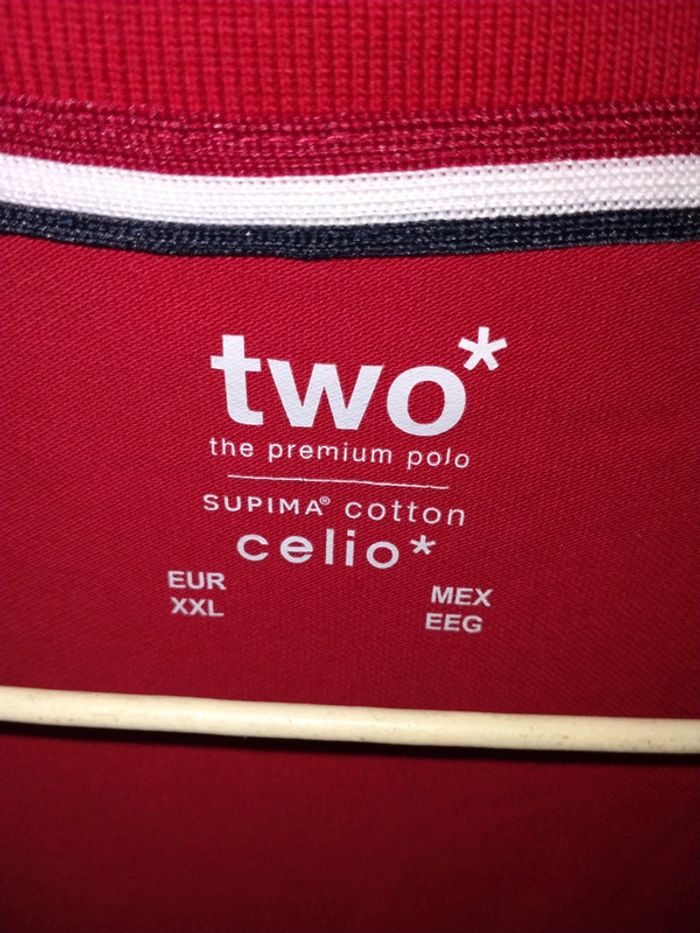 two*
the premium polo
SUPIMA® cotton
celio*
EUR MEX
XXL EEG